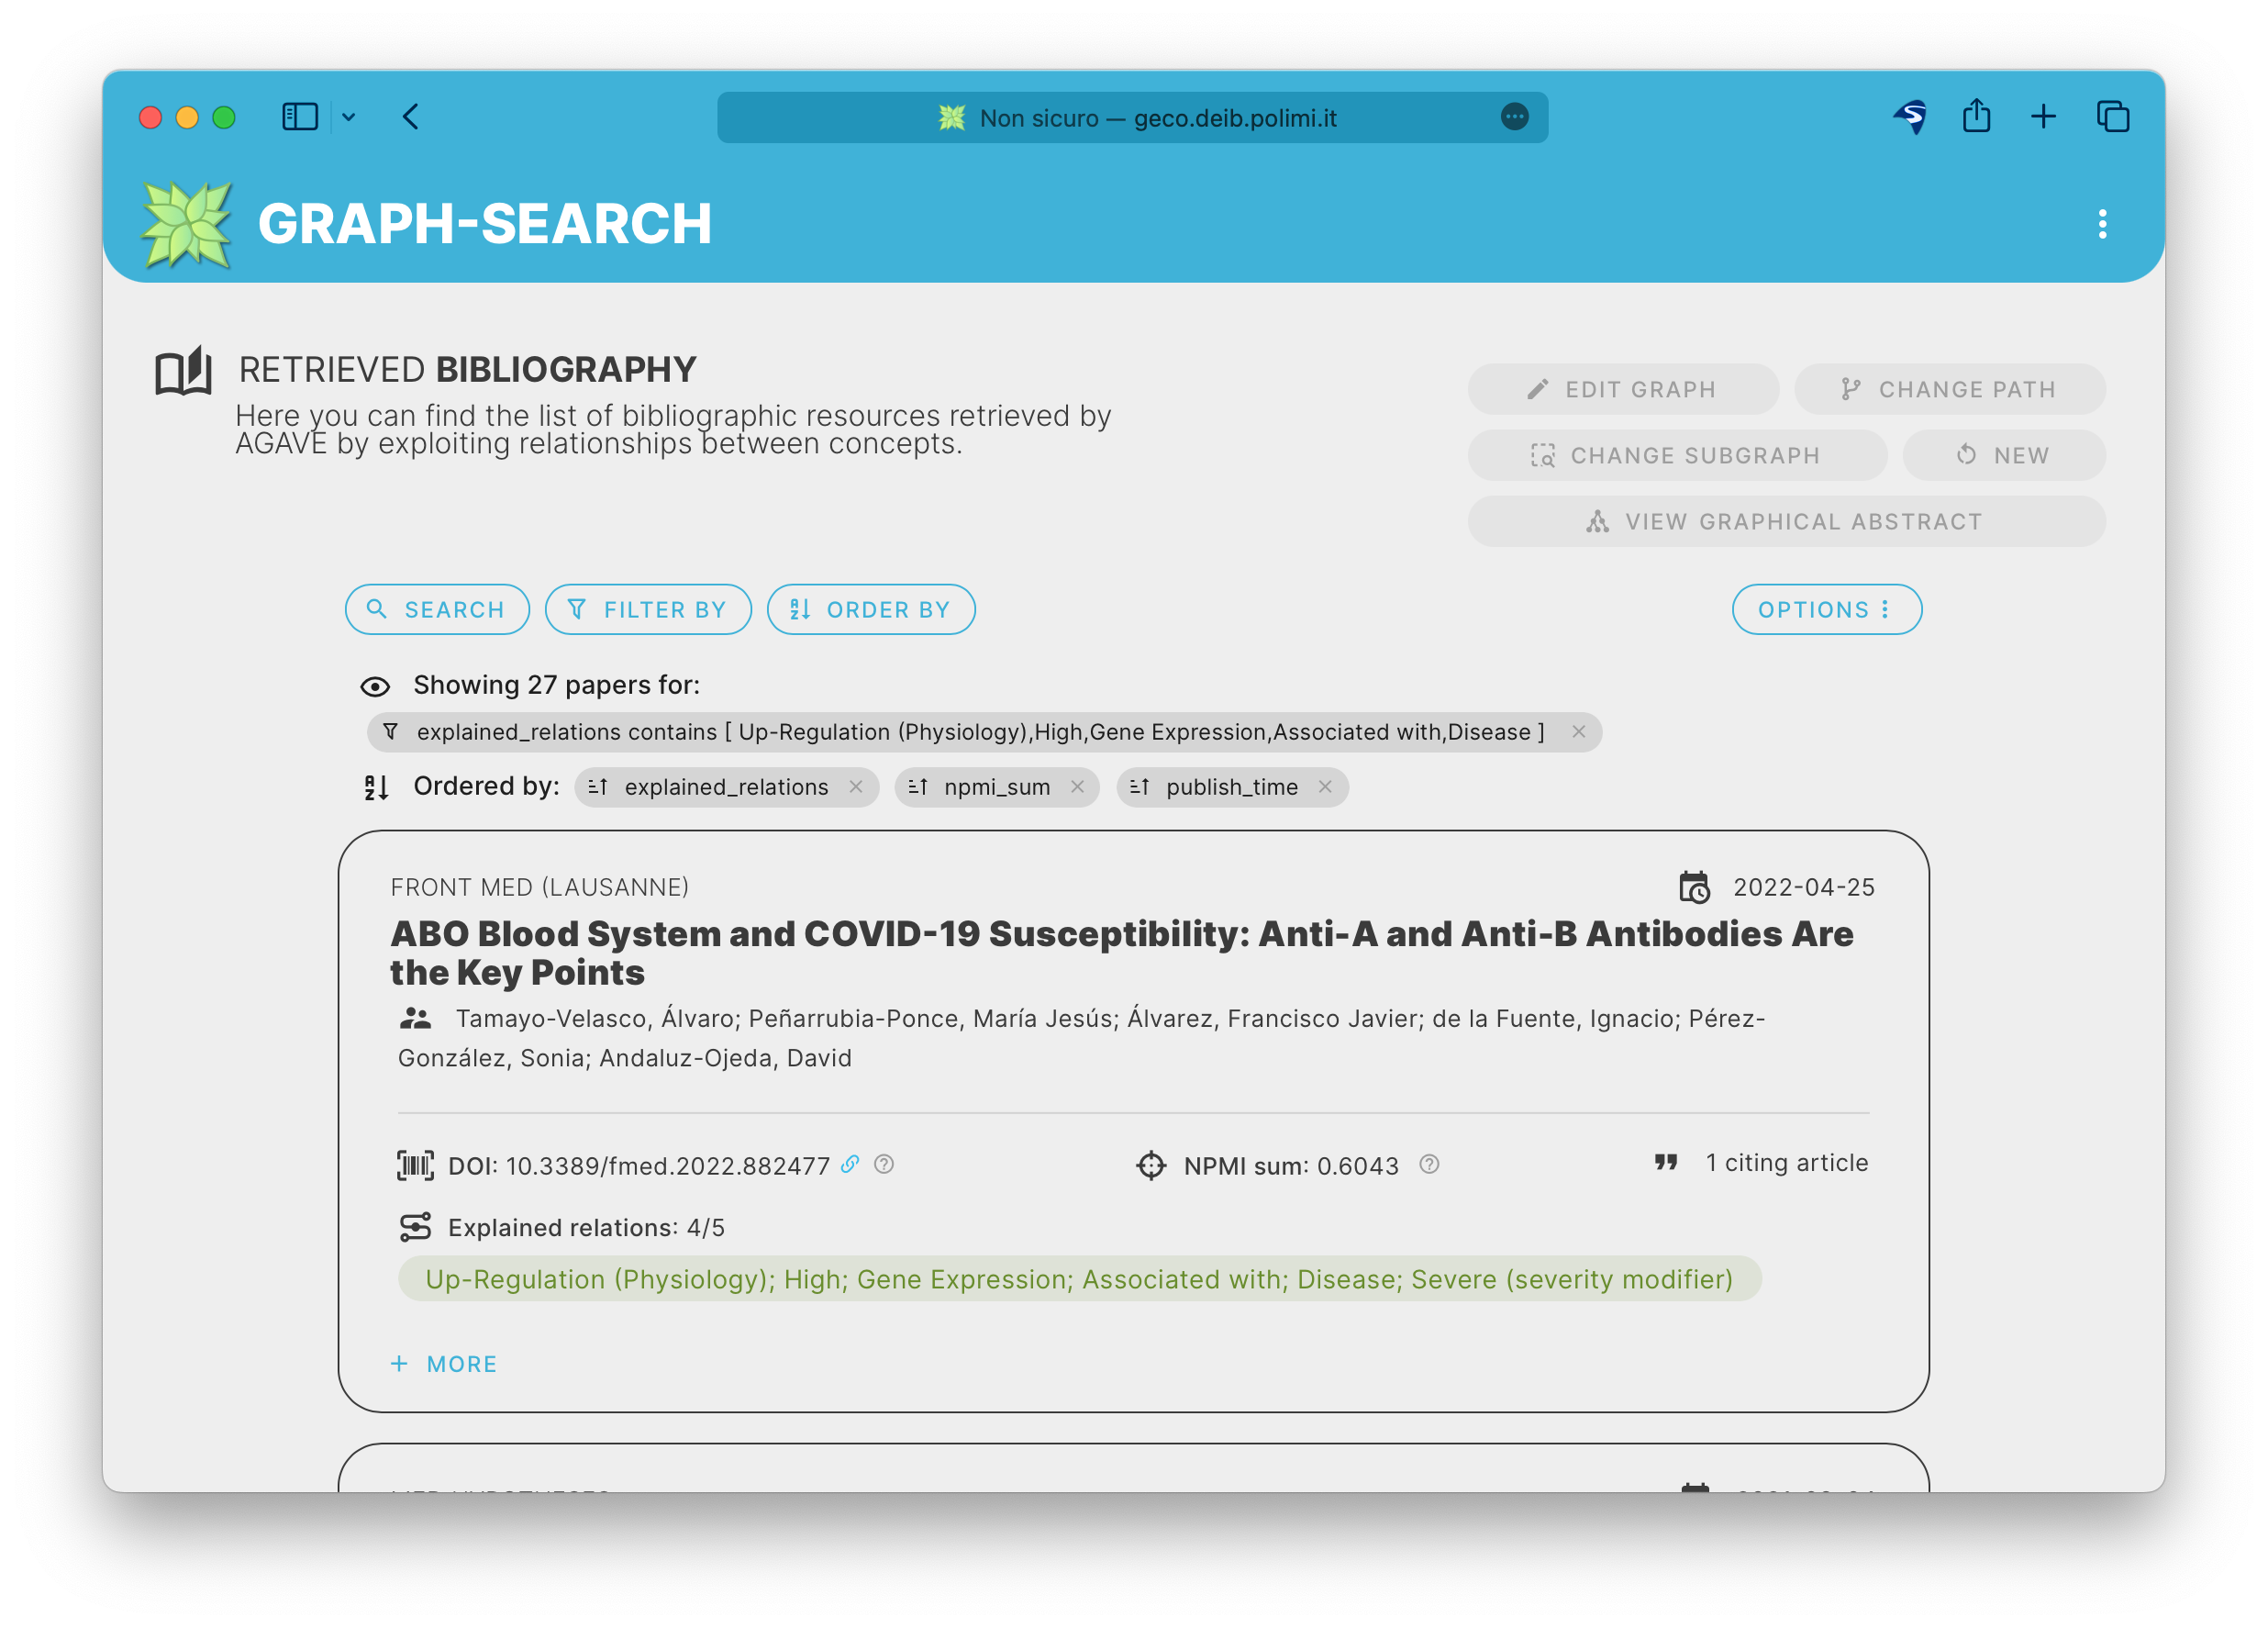 Non sicuro — geco.deib.polimi.it
GRAPH-SEARCH
RETRIEVED BIBLIOGRAPHY
Here you can find the list of bibliographic resources retrieved by
AGAVE by exploiting relationships between concepts.
EDIT GRAPH
CHANGE PATH
CHANGE SUBGRAPH
NEW
VIEW GRAPHICAL ABSTRACT
SEARCH
FILTER BY
ORDER BY
OPTIONS
Showing 27 papers for:
explained_relations contains [ Up-Regulation (Physiology),High,Gene Expression,Associated with,Disease ]
Ordered by: explained_relations npmi_sum publish_time
FRONT MED (LAUSANNE)
2022-04-25
ABO Blood System and COVID-19 Susceptibility: Anti-A and Anti-B Antibodies Are
the Key Points
Tamayo-Velasco, Álvaro; Peñarrubia-Ponce, María Jesús; Álvarez, Francisco Javier; de la Fuente, Ignacio; Pérez-
González, Sonia; Andaluz-Ojeda, David
DOI: 10.3389/fmed.2022.882477
NPMI sum: 0.6043
1 citing article
Explained relations: 4/5
Up-Regulation (Physiology); High; Gene Expression; Associated with; Disease; Severe (severity modifier)
+ MORE